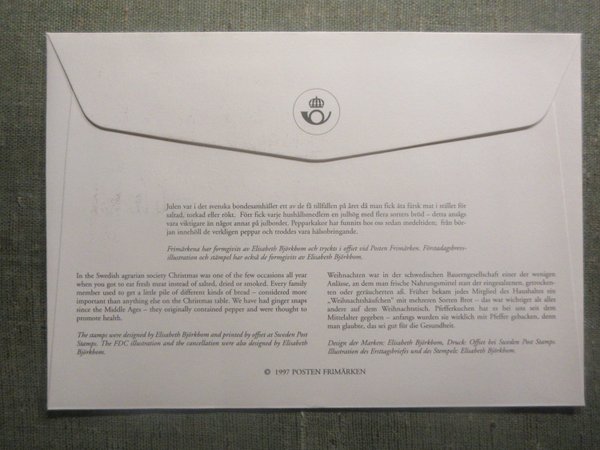 Julen var i det svenska bondesamhället ett av de få tillfällen på året då man fick äta färsk mat i stället för
saltad, torkad eller rökt. Förr fick varje hushållsmedlem en julhög med flera sorters bröd – detta ansågs
vara viktigare än något annat på julbordet. Pepparkakor har funnits hos oss sedan medeltiden, från bör-
jan innehöll de verkligen peppar och troddes vara hälsobringande.
Frimärkena har formgivits av Elisabeth Björkbom och tryckts i offset vid Posten Frimärken. Förstadagsbrevs-
illustration och stämpel har också de formgivits av Elisabeth Björkbom.
In the Swedish agrarian society Christmas was one of the few occasions all year
when you got to eat fresh meat instead of salted, dried or smoked. Every family
member used to get a little pile of different kinds of bread – considered more
important than anything else on the Christmas table. We have had ginger snaps
since the Middle Ages – they originally contained pepper and were thought to
promote health.
The stamps were designed by Elisabeth Björkbom and printed by offset at Sweden Post
Stamps. The FDC illustration and the cancellation were also designed by Elisabeth
Björkbom.
Weihnachten war in der schwedischen Bauerngesellschaft einer der wenigen
Anlässe, an dem man frische Nahrungsmittel statt der eingesalzenen, getrockne-
ten oder geräucherten aß. Früher bekam jedes Mitglied des Haushaltes ein
„Weihnachtshäufchen" mit mehreren Sorten Brot – das war wichtiger als alles
andere auf dem Weihnachtstisch. Pfefferkuchen hat es bei uns seit dem
Mittelalter gegeben – anfangs wurden sie wirklich mit Pfeffer gebacken, denn
man glaubte, das sei gut für die Gesundheit.
Design der Marken: Elisabeth Björkbom, Druck: Offset bei Sweden Post Stamps.
Illustration des Ersttagsbriefes und des Stempels: Elisabeth Björkbom.
© 1997 POSTEN FRIMÄRKEN